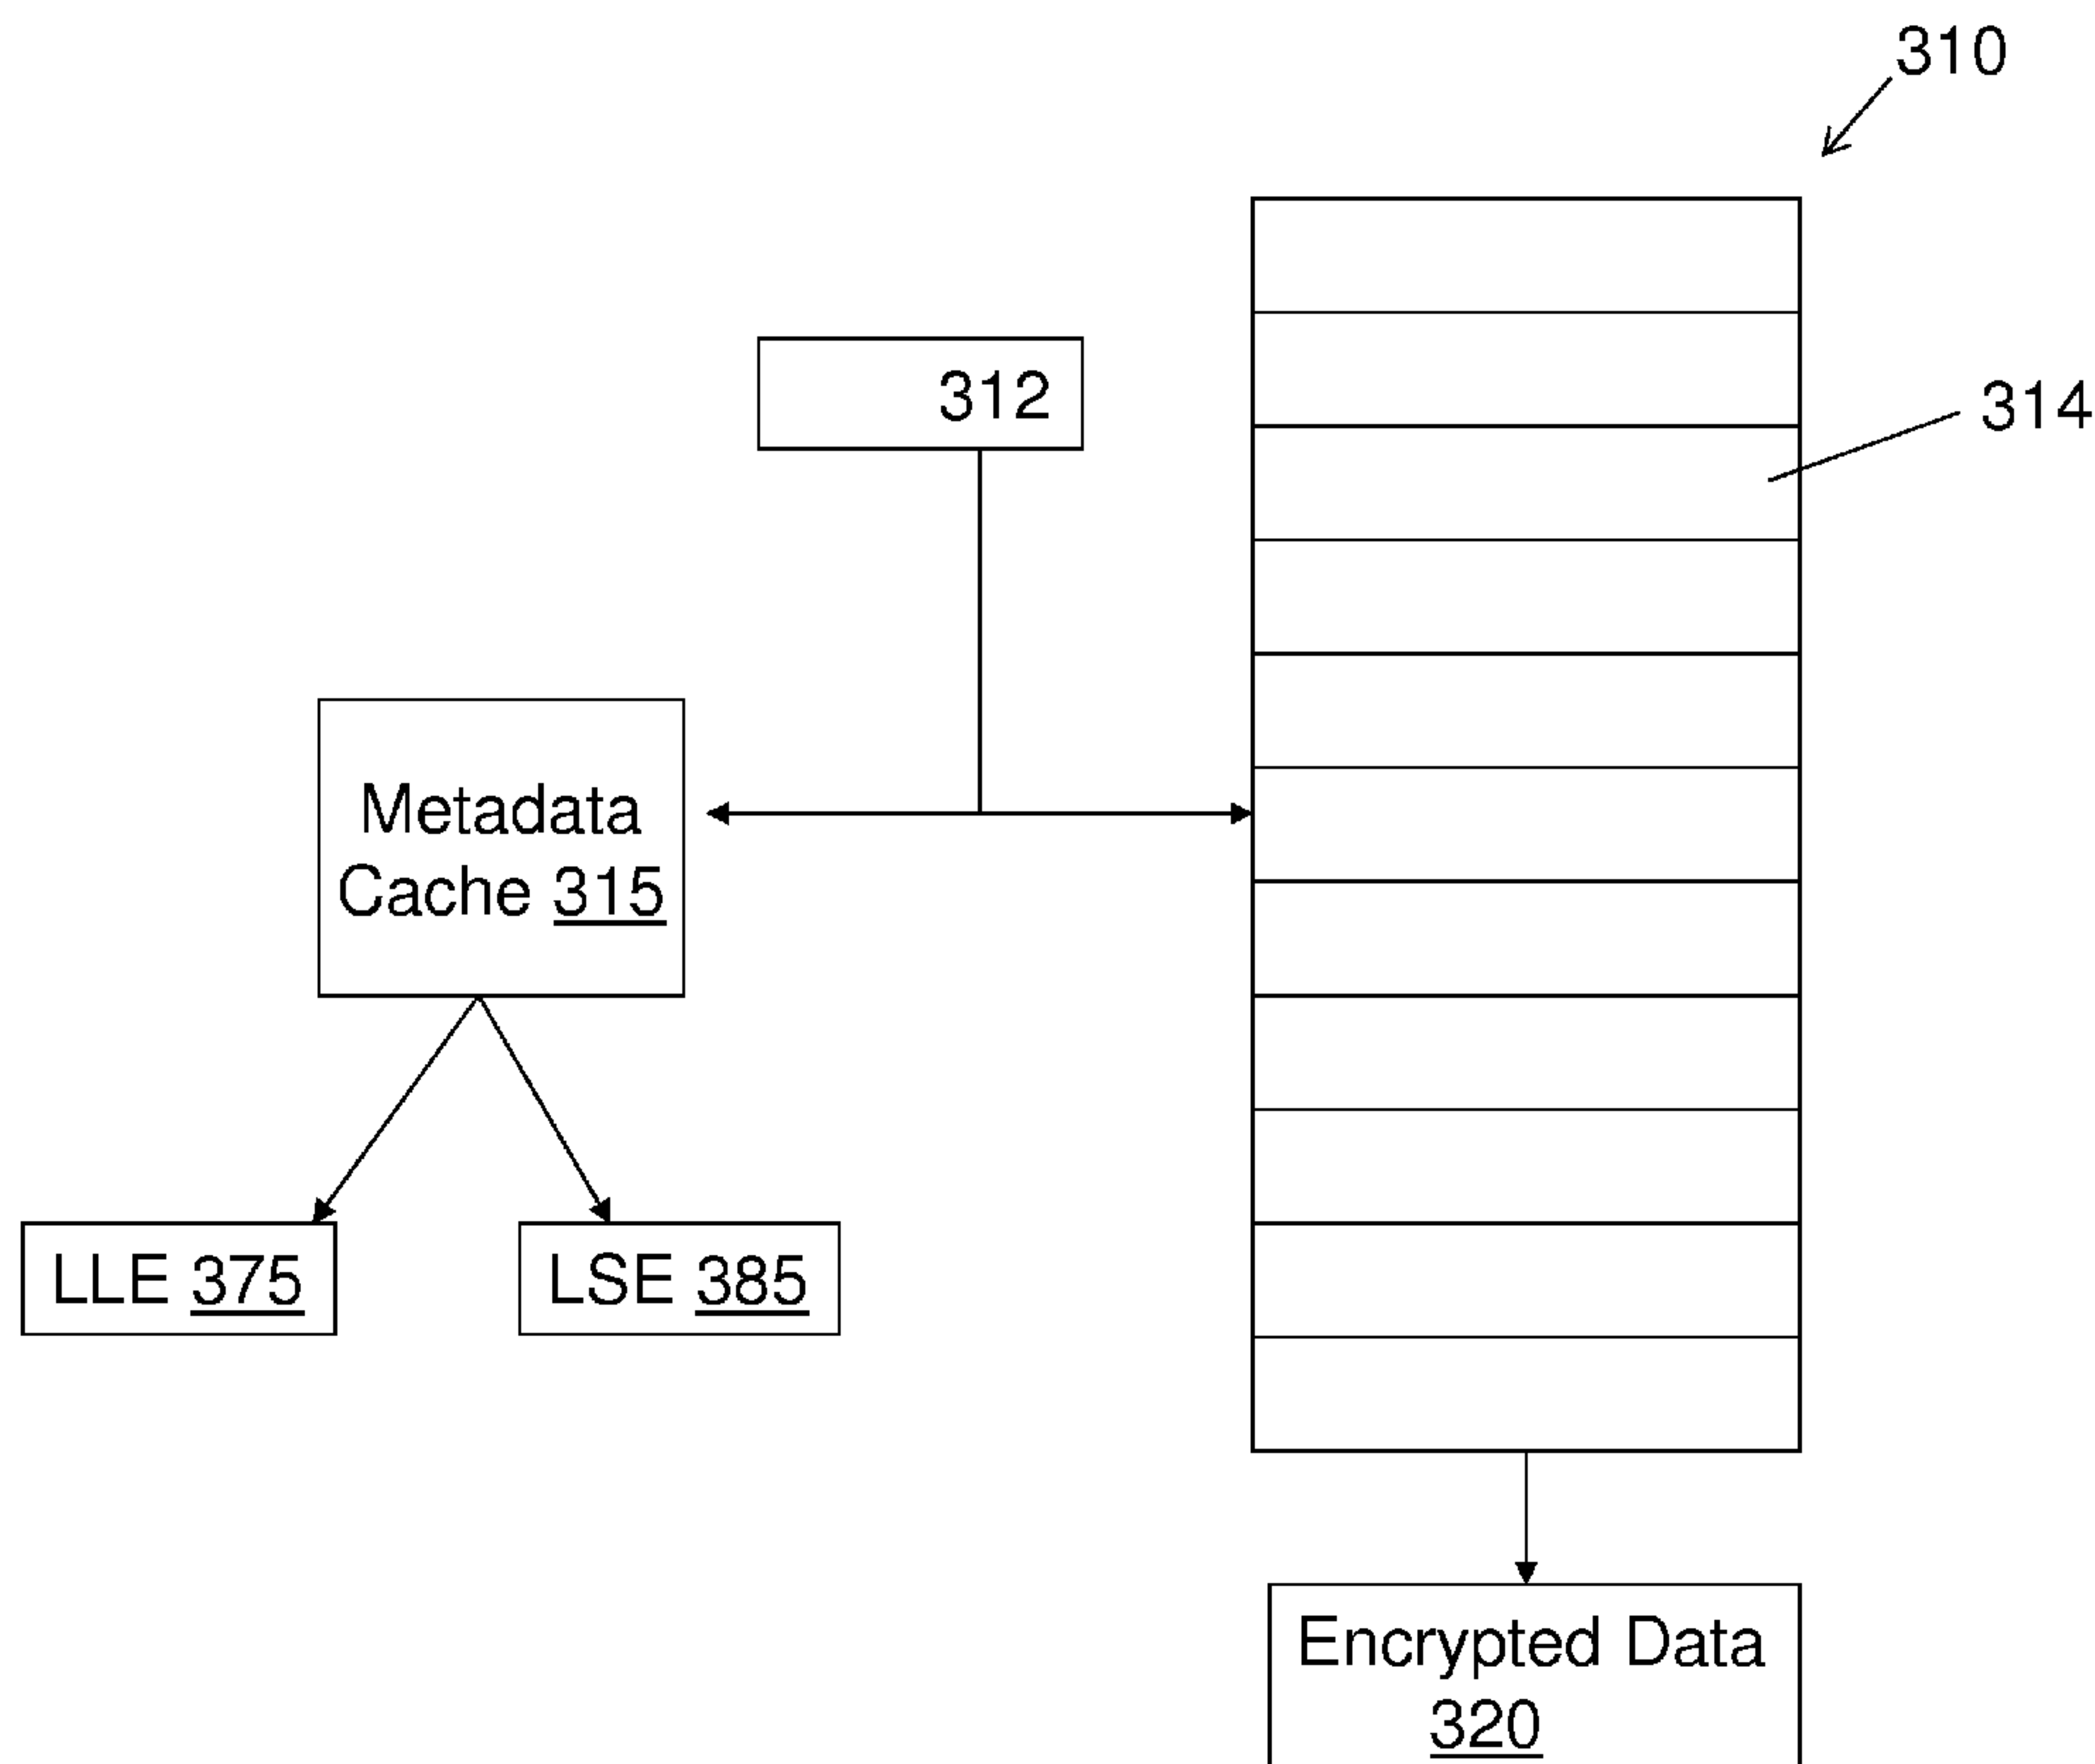 310
312
314
Metadata
Cache 315
LLE 375
LSE 385
Encrypted Data
320